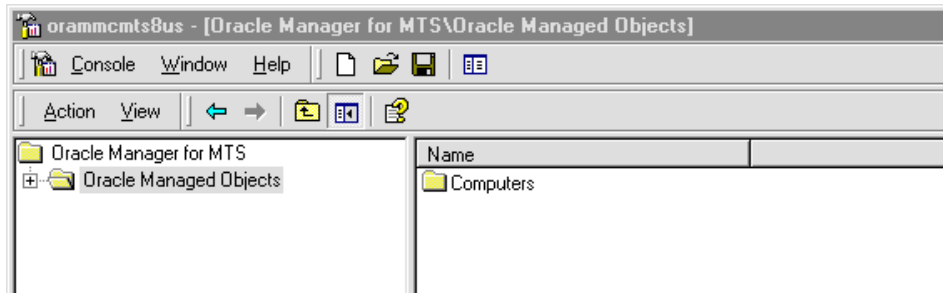 orammcmts8us - [Oracle Manager for MTS\Oracle Managed Objects]
Console Window Help
Action View
Oracle Manager for MTS
Name
Oracle Managed Objects
Computers